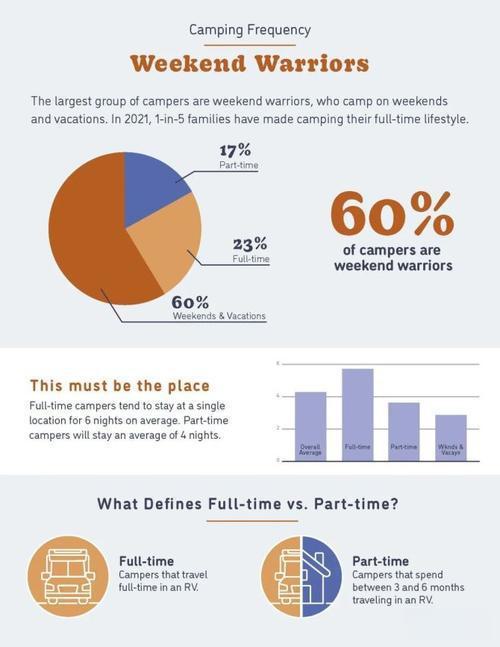 Camping Frequency
Weekend Warriors
The largest group of campers are weekend warriors, who camp on weekends
and vacations. In 2021, 1-in-5 families have made camping their full-time lifestyle.
17%
Part-time
23%
Full-time
60%
Weekends & Vacations
60%
of campers are
weekend warriors
This must be the place
Full-time campers tend to stay at a single
location for 6 nights on average. Part-time
campers will stay an average of 4 nights.
6
4
2
0
Overall
Average
Full-time
Part-time
Wknds &
Vacays
What Defines Full-time vs. Part-time?
Full-time
Campers that travel
full-time in an RV.
Part-time
Campers that spend
between 3 and 6 months
traveling in an RV.